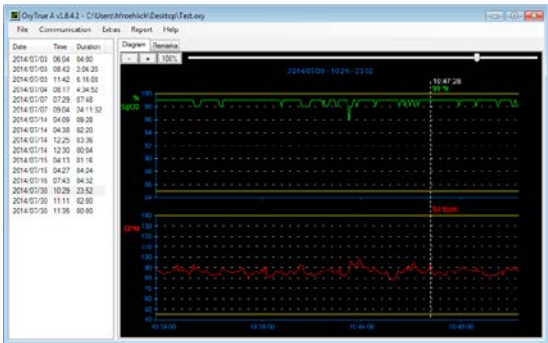 OxyTrue A v1.8.4.1 - C:\Users\hfroehlich\Desktop\Test.oxy
File Communication Extras Report Help
Date Time Duration
2014/07/03 06:04 04:00
2014/07/03 08:42 2:06:20
2014/07/03 11:42 6:16:08
2014/07/04 08:17 4:34:52
2014/07/07 07:29 07:48
2014/07/07 09:04 24:11:32
2014/07/14 04:09 09:20
2014/07/14 04:38 02:20
2014/07/14 12:25 03:36
2014/07/14 12:30 00:04
2014/07/15 04:13 01:16
2014/07/15 04:27 04:24
2014/07/16 07:43 04:32
2014/07/30 10:29 23:52
2014/07/30 11:11 02:00
2014/07/30 11:35 00:00
Diagram Remarks
- + 100%
2014/07/30 - 10:29 - 23:52
10:47:28
99 %
%
SpO2
100
98
96
94
92
90
88
86
84
84 Bpm
BPM
140
130
120
110
100
90
80
70
60
50
10:34:00 10:39:00 10:44:00 10:49:00